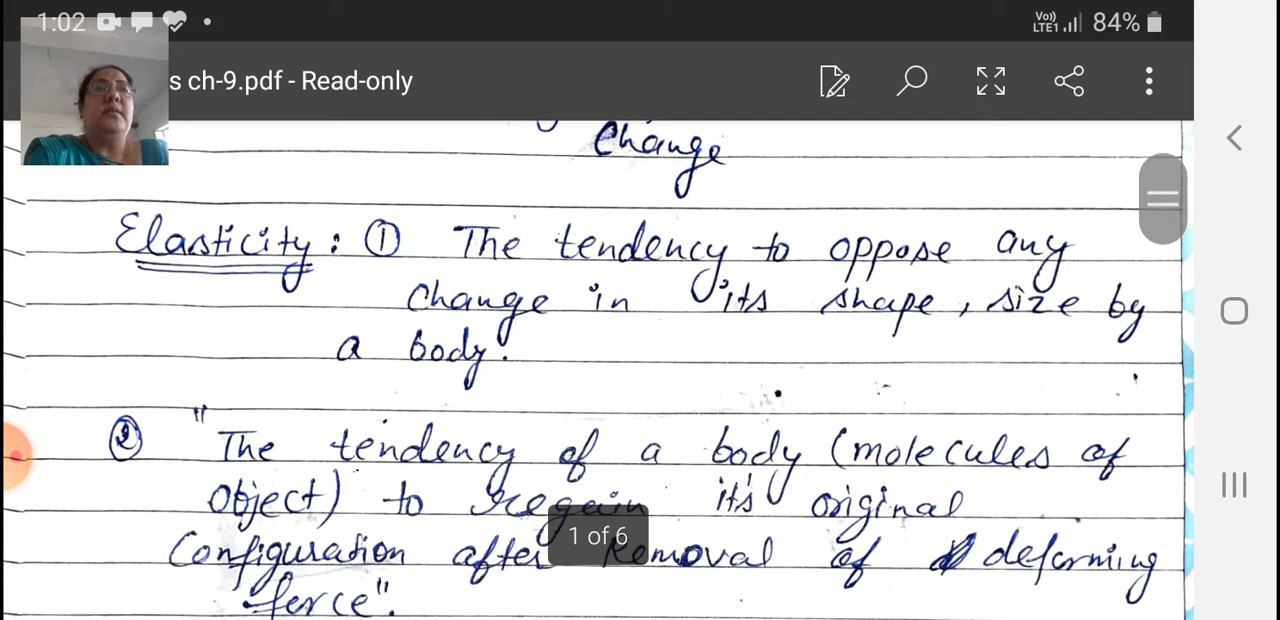 1:02
Vo)) LTE1 84%
s ch-9.pdf - Read-only
Change
Elasticity : ① The tendency to oppose any
change in its shape, size by
a body.
② "The tendency of a body (molecules of
object) to regain it's original
1 of 6
Configuration after removal of deforming
force".